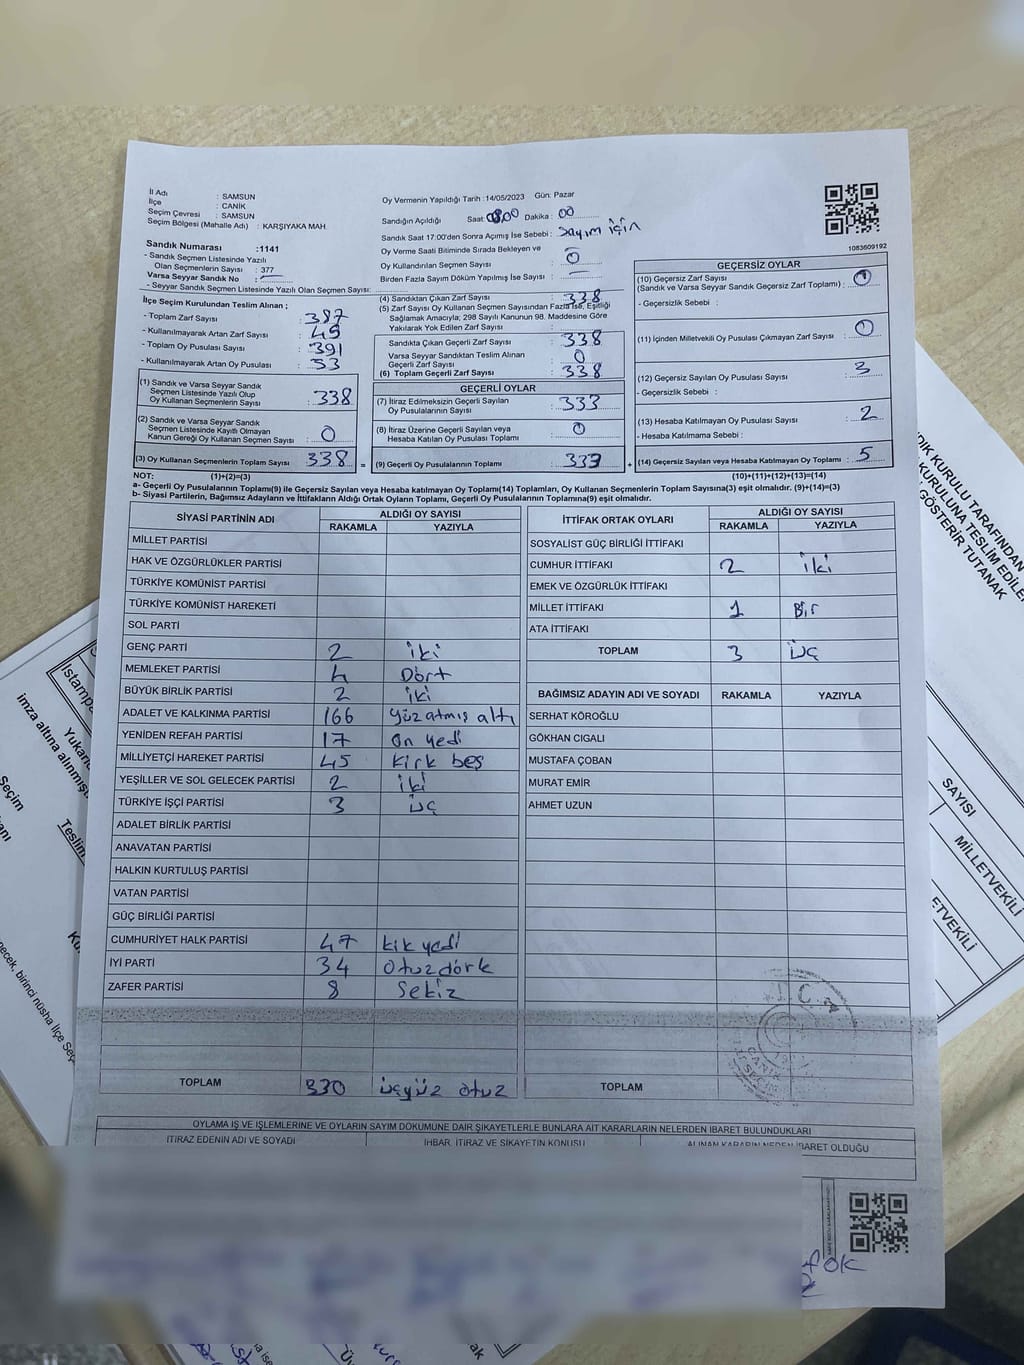 İl Adı : SAMSUN
İlçe : CANİK
Seçim Çevresi : SAMSUN
Seçim Bölgesi (Mahalle Adı) : KARŞIYAKA MAH.
Sandık Numarası :1141
- Sandık Seçmen Listesinde Yazılı
Olan Seçmenlerin Sayısı : 377
Varsa Seyyar Sandık No :
- Seyyar Sandık Seçmen Listesinde Yazılı Olan Seçmen Sayısı:
İlçe Seçim Kurulundan Teslim Alınan ;
- Toplam Zarf Sayısı : 387
- Kullanılmayarak Artan Zarf Sayısı : 49
- Toplam Oy Pusulası Sayısı : 391
- Kullanılmayarak Artan Oy Pusulası : 53
(1) Sandık ve Varsa Seyyar Sandık
Seçmen Listesinde Yazılı Olup
Oy Kullanan Seçmenlerin Sayısı : 338
(2) Sandık ve Varsa Seyyar Sandık
Seçmen Listesinde Kayıtlı Olmayan
Kanun Gereği Oy Kullanan Seçmen Sayısı : 0
(3) Oy Kullanan Seçmenlerin Toplam Sayısı : 338
Oy Vermenin Yapıldığı Tarih :14/05/2023 Gün: Pazar
Sandığın Açıldığı Saat: 08.00 Dakika : 00
Sandık Saat 17:00'den Sonra Açılmış İse Sebebi : Sayım için
Oy Verme Saati Bitiminde Sırada Bekleyen ve
Oy Kullandırılan Seçmen Sayısı : 0
Birden Fazla Sayım Döküm Yapılmış İse Sayısı :
(4) Sandıktan Çıkan Zarf Sayısı : 338
(5) Zarf Sayısı Oy Kullanan Seçmen Sayısından Fazla İse, Eşitliği
Sağlamak Amacıyla; 298 Sayılı Kanunun 98. Maddesine Göre
Yakılarak Yok Edilen Zarf Sayısı :
Sandıkta Çıkan Geçerli Zarf Sayısı : 338
Varsa Seyyar Sandıktan Teslim Alınan
Geçerli Zarf Sayısı : 0
(6) Toplam Geçerli Zarf Sayısı : 338
GEÇERLİ OYLAR
(7) İtiraz Edilmeksizin Geçerli Sayılan
Oy Pusulalarının Sayısı : 333
(8) İtiraz Üzerine Geçerli Sayılan veya
Hesaba Katılan Oy Pusulası Toplamı : 0
= (9) Geçerli Oy Pusulalarının Toplamı : 333
1083609192
GEÇERSİZ OYLAR
(10) Geçersiz Zarf Sayısı
(Sandık ve Varsa Seyyar Sandık Geçersiz Zarf Toplamı) : 0
- Geçersizlik Sebebi :
(11) İçinden Milletvekili Oy Pusulası Çıkmayan Zarf Sayısı : 0
(12) Geçersiz Sayılan Oy Pusulası Sayısı : 3
- Geçersizlik Sebebi :
(13) Hesaba Katılmayan Oy Pusulası Sayısı : 2
- Hesaba Katılmama Sebebi :
+ (14) Geçersiz Sayılan veya Hesaba Katılmayan Oy Toplamı : 5
NOT: (1)+(2)=(3) (10)+(11)+(12)+(13)=(14)
a- Geçerli Oy Pusulalarının Toplamı(9) ile Geçersiz Sayılan veya Hesaba katılmayan Oy Toplamı(14) Toplamları, Oy Kullanan Seçmenlerin Toplam Sayısına(3) eşit olmalıdır. (9)+(14)=(3)
b- Siyasi Partilerin, Bağımsız Adayların ve İttifakların Aldığı Ortak Oyların Toplamı, Geçerli Oy Pusulalarının Toplamına(9) eşit olmalıdır.
SİYASİ PARTİNİN ADI ALDIĞI OY SAYISI
RAKAMLA YAZIYLA
MİLLET PARTİSİ
HAK VE ÖZGÜRLÜKLER PARTİSİ
TÜRKİYE KOMÜNİST PARTİSİ
TÜRKİYE KOMÜNİST HAREKETİ
SOL PARTİ
GENÇ PARTİ 2 iki
MEMLEKET PARTİSİ 4 Dört
BÜYÜK BİRLİK PARTİSİ 2 iki
ADALET VE KALKINMA PARTİSİ 166 Yüz atmış altı
YENİDEN REFAH PARTİSİ 17 On yedi
MİLLİYETÇİ HAREKET PARTİSİ 45 Kırk beş
YEŞİLLER VE SOL GELECEK PARTİSİ 2 iki
TÜRKİYE İŞÇİ PARTİSİ 3 üç
ADALET BİRLİK PARTİSİ
ANAVATAN PARTİSİ
HALKIN KURTULUŞ PARTİSİ
VATAN PARTİSİ
GÜÇ BİRLİĞİ PARTİSİ
CUMHURİYET HALK PARTİSİ 47 kık yedi
İYİ PARTİ 34 Otuzdörk
ZAFER PARTİSİ 8 Sekiz
TOPLAM 330 üçyüz otuz
İTTİFAK ORTAK OYLARI ALDIĞI OY SAYISI
RAKAMLA YAZIYLA
SOSYALİST GÜÇ BİRLİĞİ İTTİFAKI
CUMHUR İTTİFAKI 2 iki
EMEK VE ÖZGÜRLÜK İTTİFAKI
MİLLET İTTİFAKI 1 Bir
ATA İTTİFAKI
TOPLAM 3 üç
BAĞIMSIZ ADAYIN ADI VE SOYADI RAKAMLA YAZIYLA
SERHAT KÖROĞLU
GÖKHAN CIGALI
MUSTAFA ÇOBAN
MURAT EMİR
AHMET UZUN
TOPLAM
T.C.
CANİK
OYLAMA İŞ VE İŞLEMLERİNE VE OYLARIN SAYIM DÖKÜMÜNE DAİR ŞİKAYETLERLE BUNLARA AİT KARARLARIN NELERDEN İBARET BULUNDUKLARI
İTİRAZ EDENİN ADI VE SOYADI İHBAR, İTİRAZ VE ŞİKAYETİN KONUSU ALINAN KARARIN NEDEN İBARET OLDUĞU
DIK KURULU TARAFINDAN
KURULUNA TESLİM EDİLE
GÖSTERİR TUTANAK
SAYISI
MİLLETVEKİLİ
ETVEKİLİ
İstamp
Yukarı
imza altına alınmış
Seçim
Teslim
necek, birinci nüsha İlçe Seç